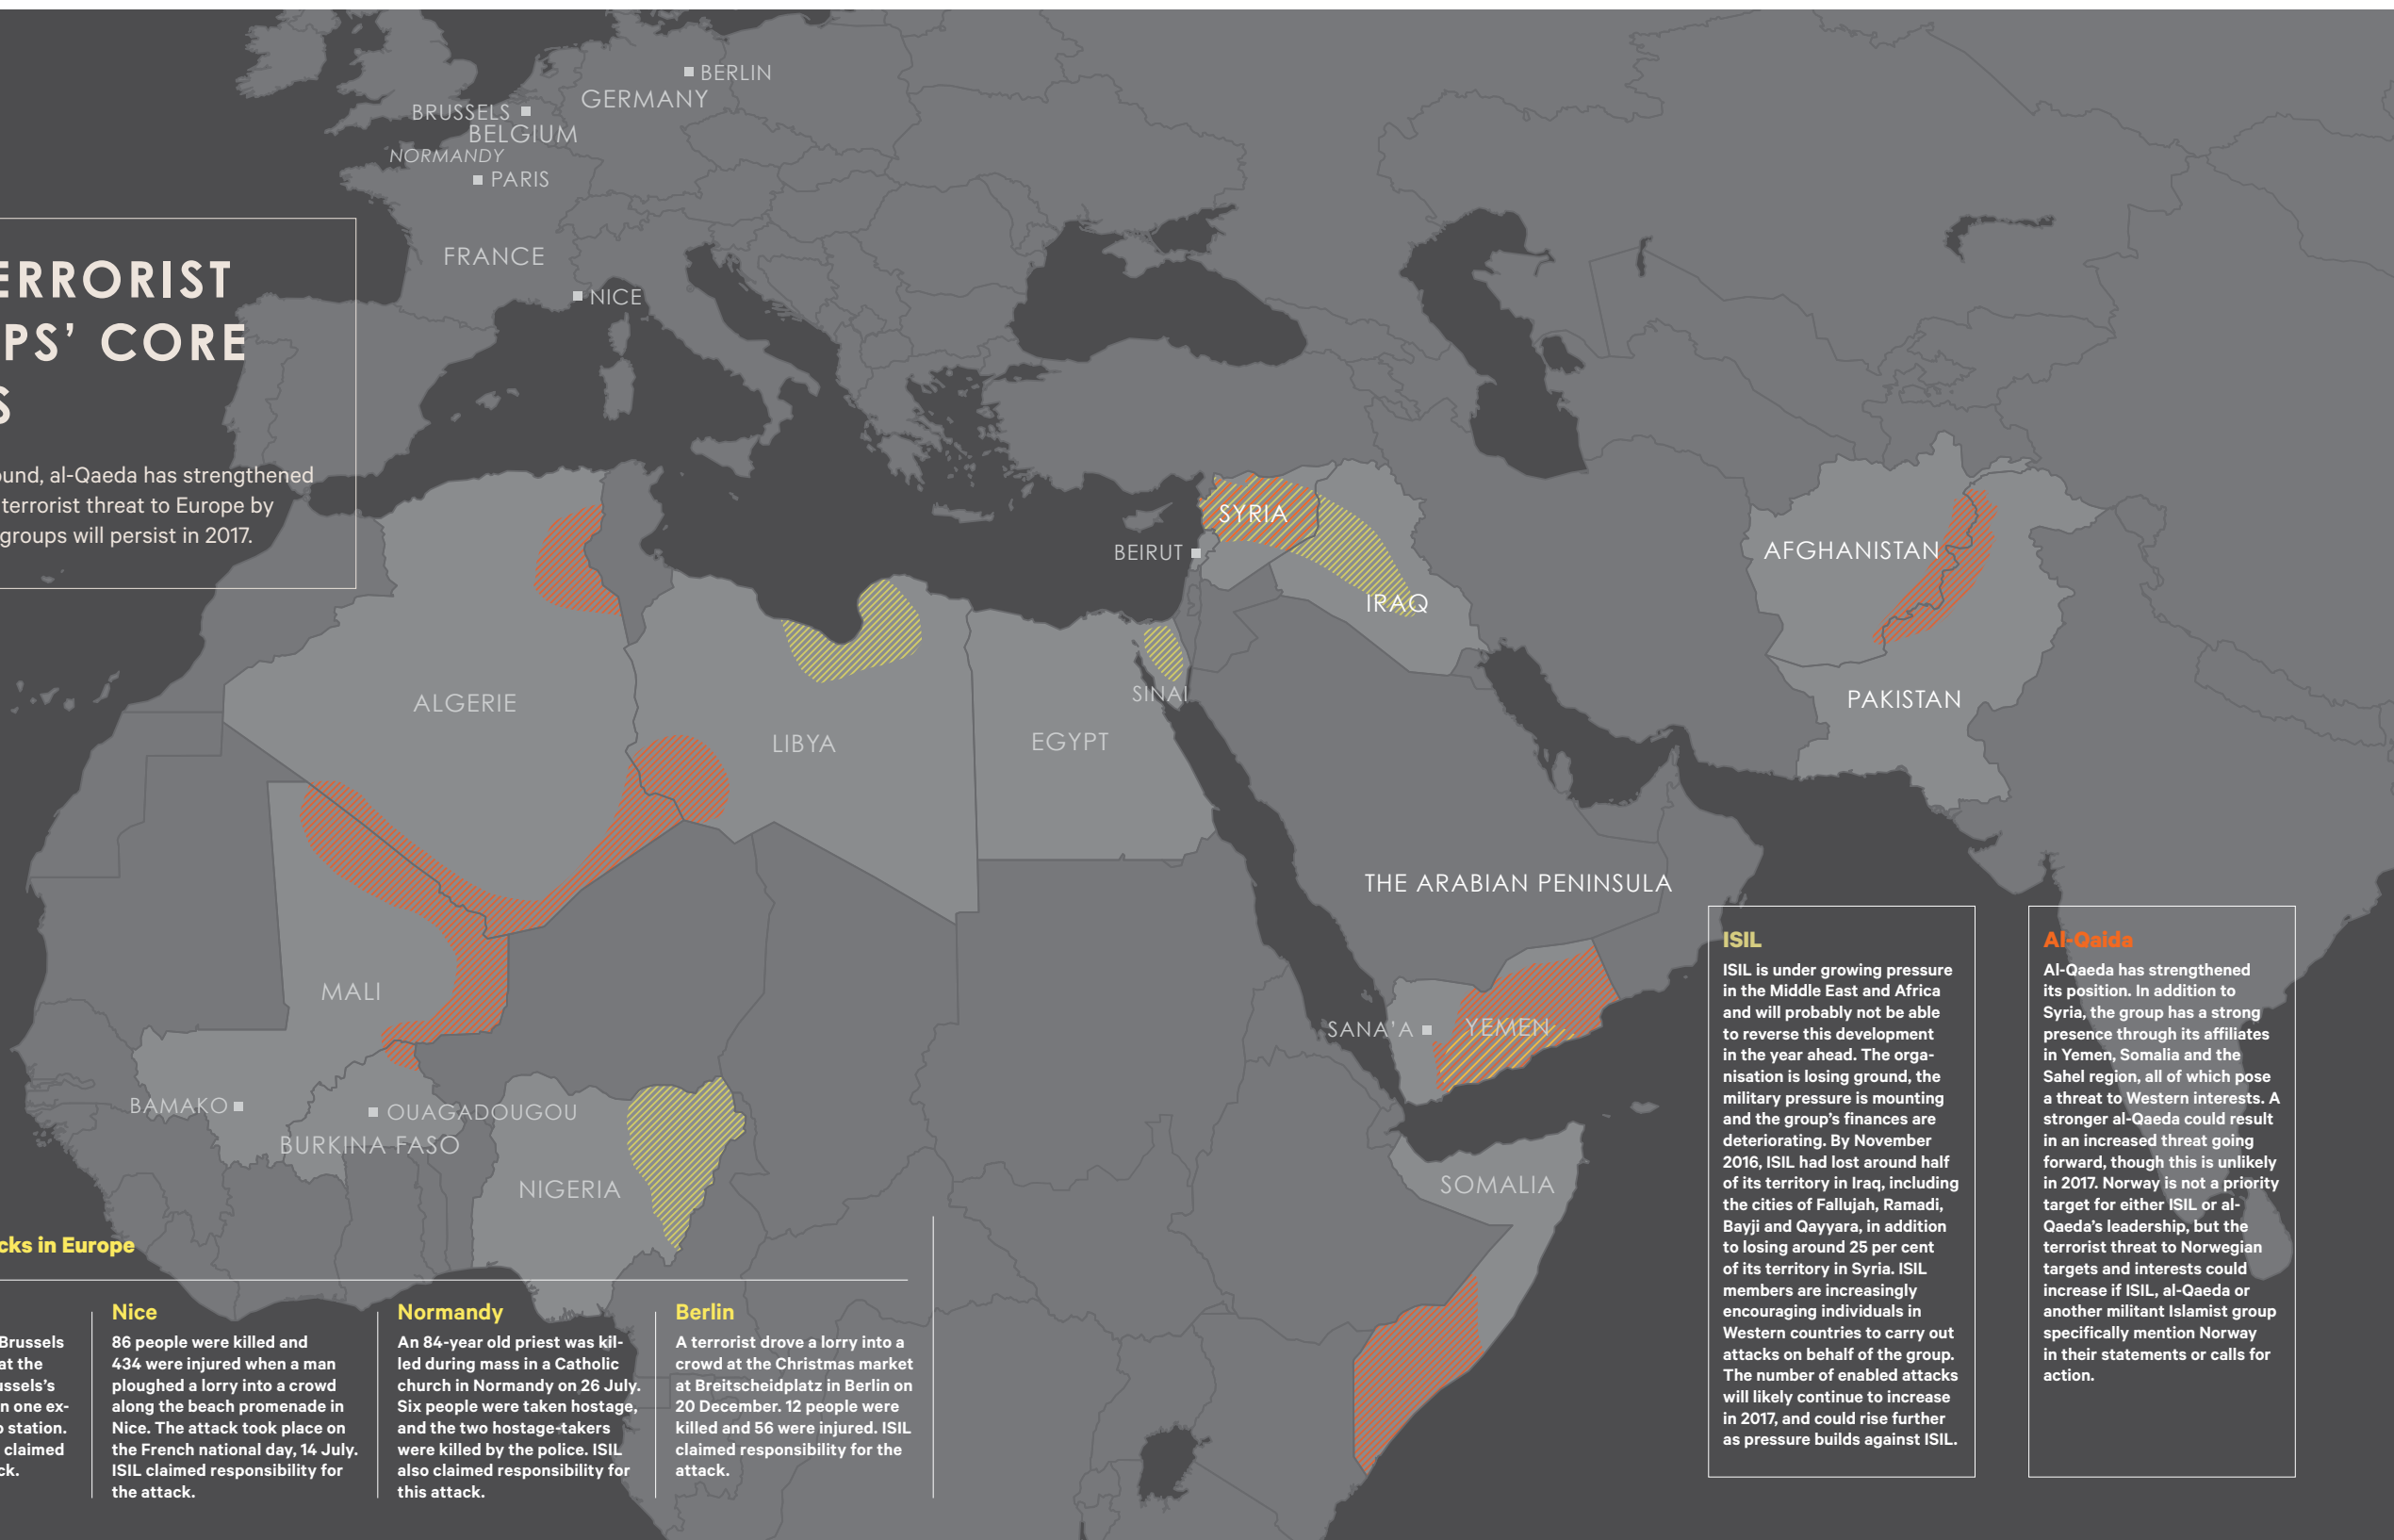 ERRORIST
PS' CORE
S
ound, al-Qaeda has strengthened
terrorist threat to Europe by
groups will persist in 2017.
BERLIN
GERMANY
BRUSSELS
BELGIUM
NORMANDY
PARIS
FRANCE
NICE
SYRIA
BEIRUT
IRAQ
AFGHANISTAN
PAKISTAN
ALGERIE
LIBYA
EGYPT
SINAI
THE ARABIAN PENINSULA
MALI
SANA'A
YEMEN
BAMAKO
OUAGADOUGOU
BURKINA FASO
NIGERIA
SOMALIA
ISIL
ISIL is under growing pressure
in the Middle East and Africa
and will probably not be able
to reverse this development
in the year ahead. The orga-
nisation is losing ground, the
military pressure is mounting
and the group's finances are
deteriorating. By November
2016, ISIL had lost around half
of its territory in Iraq, including
the cities of Fallujah, Ramadi,
Bayji and Qayyara, in addition
to losing around 25 per cent
of its territory in Syria. ISIL
members are increasingly
encouraging individuals in
Western countries to carry out
attacks on behalf of the group.
The number of enabled attacks
will likely continue to increase
in 2017, and could rise further
as pressure builds against ISIL.
Al-Qaida
Al-Qaeda has strengthened
its position. In addition to
Syria, the group has a strong
presence through its affiliates
in Yemen, Somalia and the
Sahel region, all of which pose
a threat to Western interests. A
stronger al-Qaeda could result
in an increased threat going
forward, though this is unlikely
in 2017. Norway is not a priority
target for either ISIL or al-
Qaeda's leadership, but the
terrorist threat to Norwegian
targets and interests could
increase if ISIL, al-Qaeda or
another militant Islamist group
specifically mention Norway
in their statements or calls for
action.
cks in Europe
Brussels
at the
ussels's
n one ex-
o station.
claimed
ck.
Nice
86 people were killed and
434 were injured when a man
ploughed a lorry into a crowd
along the beach promenade in
Nice. The attack took place on
the French national day, 14 July.
ISIL claimed responsibility for
the attack.
Normandy
An 84-year old priest was kil-
led during mass in a Catholic
church in Normandy on 26 July.
Six people were taken hostage,
and the two hostage-takers
were killed by the police. ISIL
also claimed responsibility for
this attack.
Berlin
A terrorist drove a lorry into a
crowd at the Christmas market
at Breitscheidplatz in Berlin on
20 December. 12 people were
killed and 56 were injured. ISIL
claimed responsibility for the
attack.